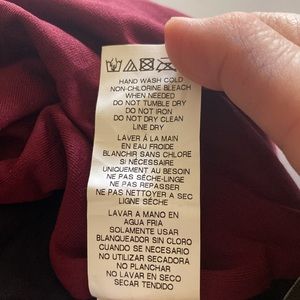 HAND WASH COLD
NON-CHLORINE BLEACH
WHEN NEEDED
DO NOT TUMBLE DRY
DO NOT IRON
DO NOT DRY CLEAN
LINE DRY
LAVER À LA MAIN
EN EAU FROIDE
BLANCHIR SANS CHLORE
SI NÉCESSAIRE
UNIQUEMENT AU BESOIN
NE PAS SÈCHE-LINGE
NE PAS REPASSER
NE PAS NETTOYER A SEC
LIGNE SÈCHE
LAVAR A MANO EN
AGUA FRIA
SOLAMENTE USAR
BLANQUEADOR SIN CLORO
CUANDO SE NECESARIO
NO UTILIZAR SECADORA
NO PLANCHAR
NO LAVAR EN SECO
SECAR TENDIDO